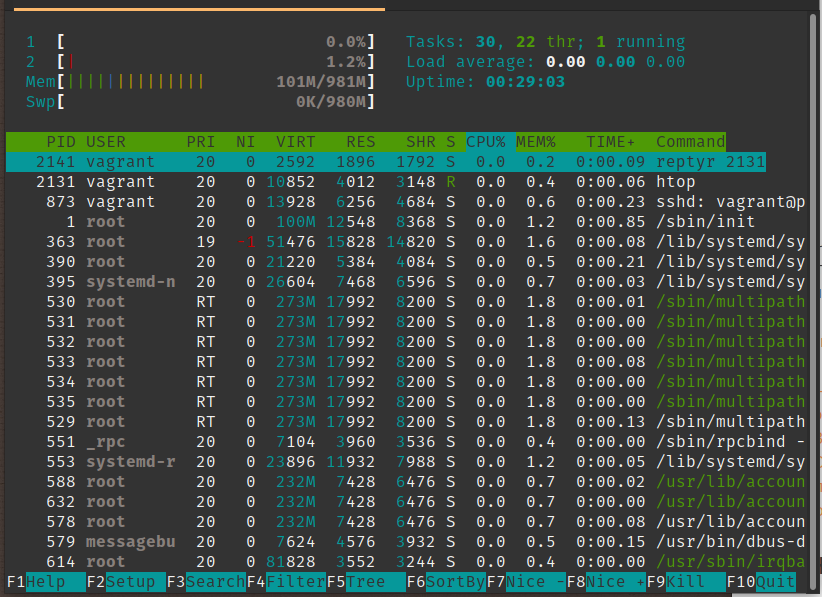 1 [ 0.0%] Tasks: 30, 22 thr; 1 running
2 [| 1.2%] Load average: 0.00 0.00 0.00
Mem[||||||||||||||| 101M/981M] Uptime: 00:29:03
Swp[ 0K/980M]
PID USER PRI NI VIRT RES SHR S CPU% MEM% TIME+ Command
2141 vagrant 20 0 2592 1896 1792 S 0.0 0.2 0:00.09 reptyr 2131
2131 vagrant 20 0 10852 4012 3148 R 0.0 0.4 0:00.06 htop
873 vagrant 20 0 13928 6256 4684 S 0.0 0.6 0:00.23 sshd: vagrant@p
1 root 20 0 100M 12548 8368 S 0.0 1.2 0:00.85 /sbin/init
363 root 19 -1 51476 15828 14820 S 0.0 1.6 0:00.08 /lib/systemd/sy
390 root 20 0 21220 5384 4084 S 0.0 0.5 0:00.21 /lib/systemd/sy
395 systemd-n 20 0 26604 7468 6596 S 0.0 0.7 0:00.03 /lib/systemd/sy
530 root RT 0 273M 17992 8200 S 0.0 1.8 0:00.01 /sbin/multipath
531 root RT 0 273M 17992 8200 S 0.0 1.8 0:00.00 /sbin/multipath
532 root RT 0 273M 17992 8200 S 0.0 1.8 0:00.00 /sbin/multipath
533 root RT 0 273M 17992 8200 S 0.0 1.8 0:00.08 /sbin/multipath
534 root RT 0 273M 17992 8200 S 0.0 1.8 0:00.00 /sbin/multipath
535 root RT 0 273M 17992 8200 S 0.0 1.8 0:00.00 /sbin/multipath
529 root RT 0 273M 17992 8200 S 0.0 1.8 0:00.13 /sbin/multipath
551 _rpc 20 0 7104 3960 3536 S 0.0 0.4 0:00.00 /sbin/rpcbind -
553 systemd-r 20 0 23896 11932 7988 S 0.0 1.2 0:00.05 /lib/systemd/sy
588 root 20 0 232M 7428 6476 S 0.0 0.7 0:00.02 /usr/lib/accoun
632 root 20 0 232M 7428 6476 S 0.0 0.7 0:00.00 /usr/lib/accoun
578 root 20 0 232M 7428 6476 S 0.0 0.7 0:00.08 /usr/lib/accoun
579 messagebu 20 0 7624 4576 3932 S 0.0 0.5 0:00.15 /usr/bin/dbus-d
614 root 20 0 81828 3552 3244 S 0.0 0.4 0:00.00 /usr/sbin/irqba
F1Help F2Setup F3SearchF4FilterF5Tree F6SortByF7Nice -F8Nice +F9Kill F10Quit